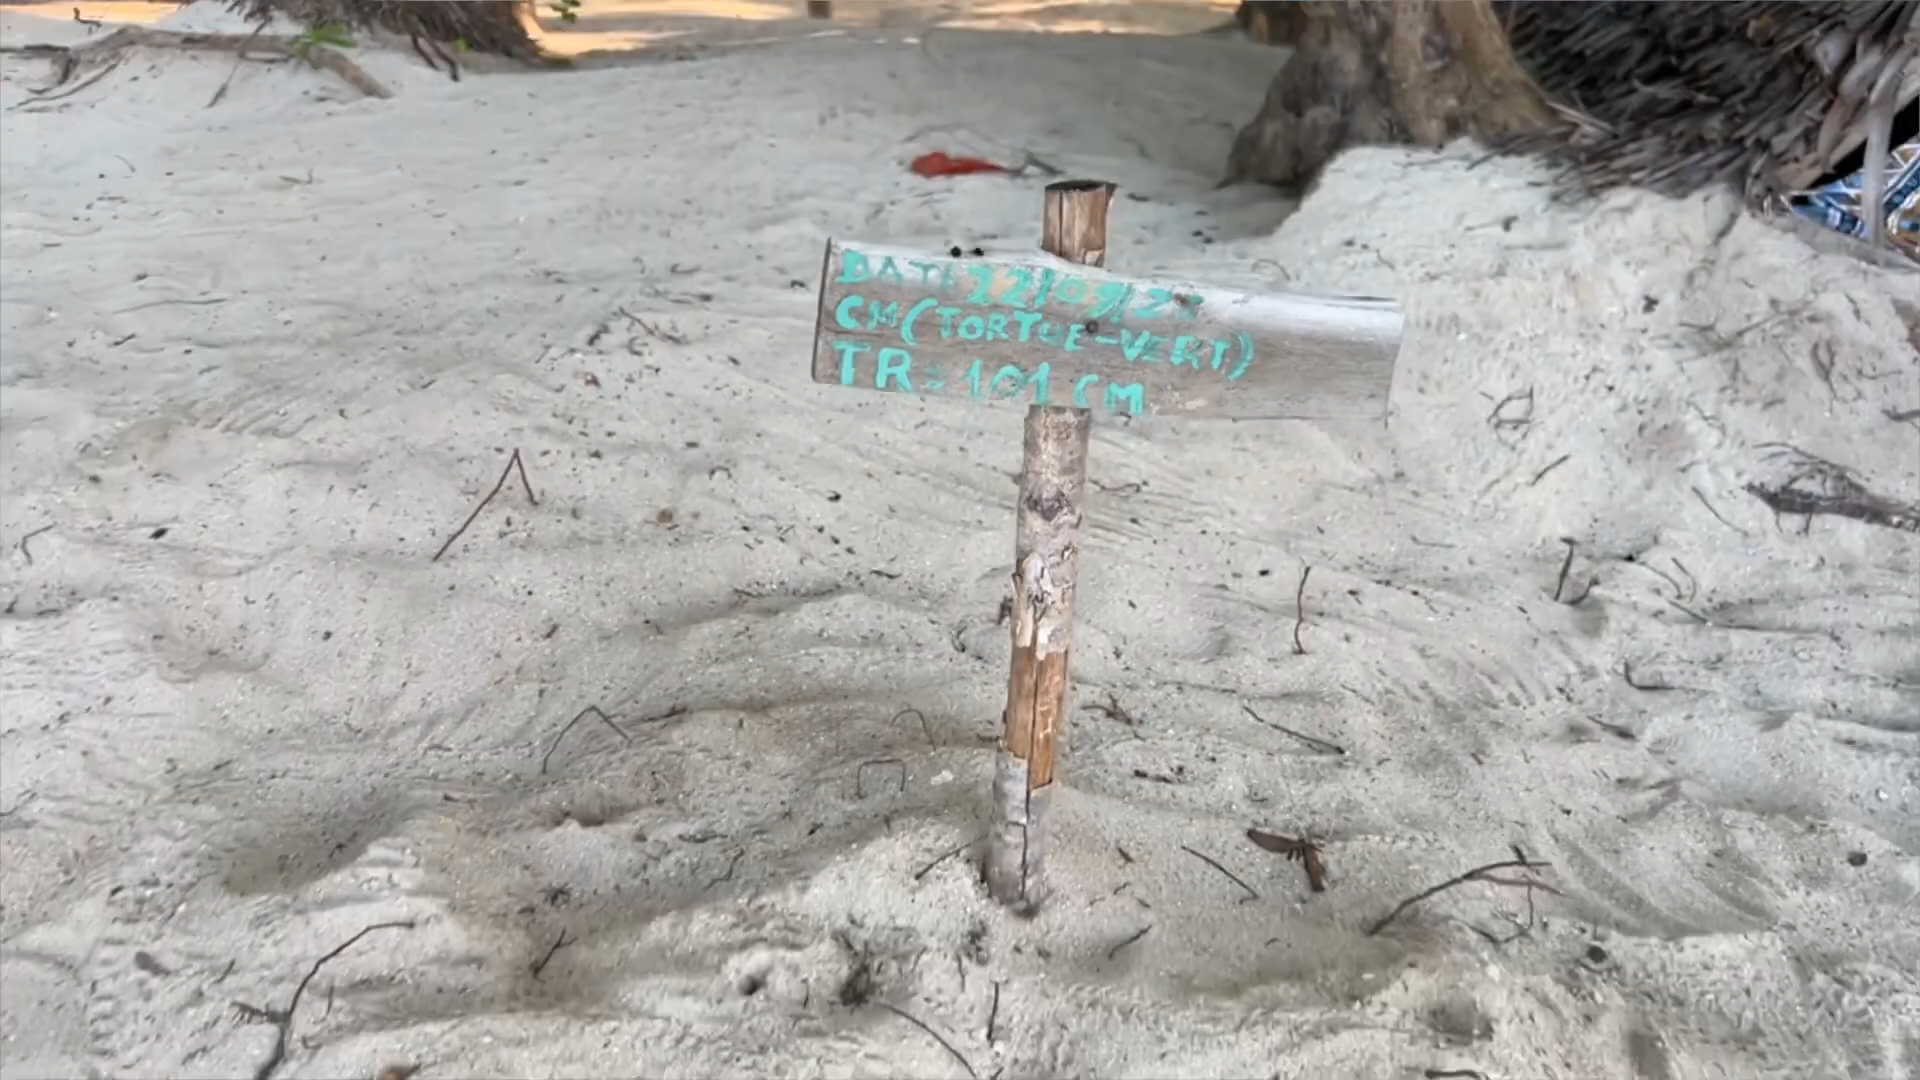 DATE 22/09/23
CM (TORTUE-VERT)
TR = 101 CM